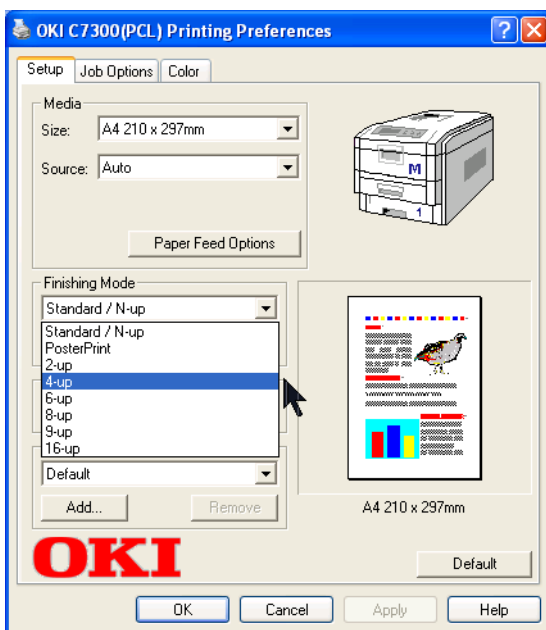 OKI C7300(PCL) Printing Preferences
Setup Job Options Color
Media
Size: A4 210 x 297mm
Source: Auto
M
1
Paper Feed Options
Finishing Mode
Standard / N-up
Standard / N-up
PosterPrint
2-up
4-up
6-up
8-up
9-up
16-up
Default
Add... Remove
A4 210 x 297mm
OKI
Default
OK Cancel Apply Help